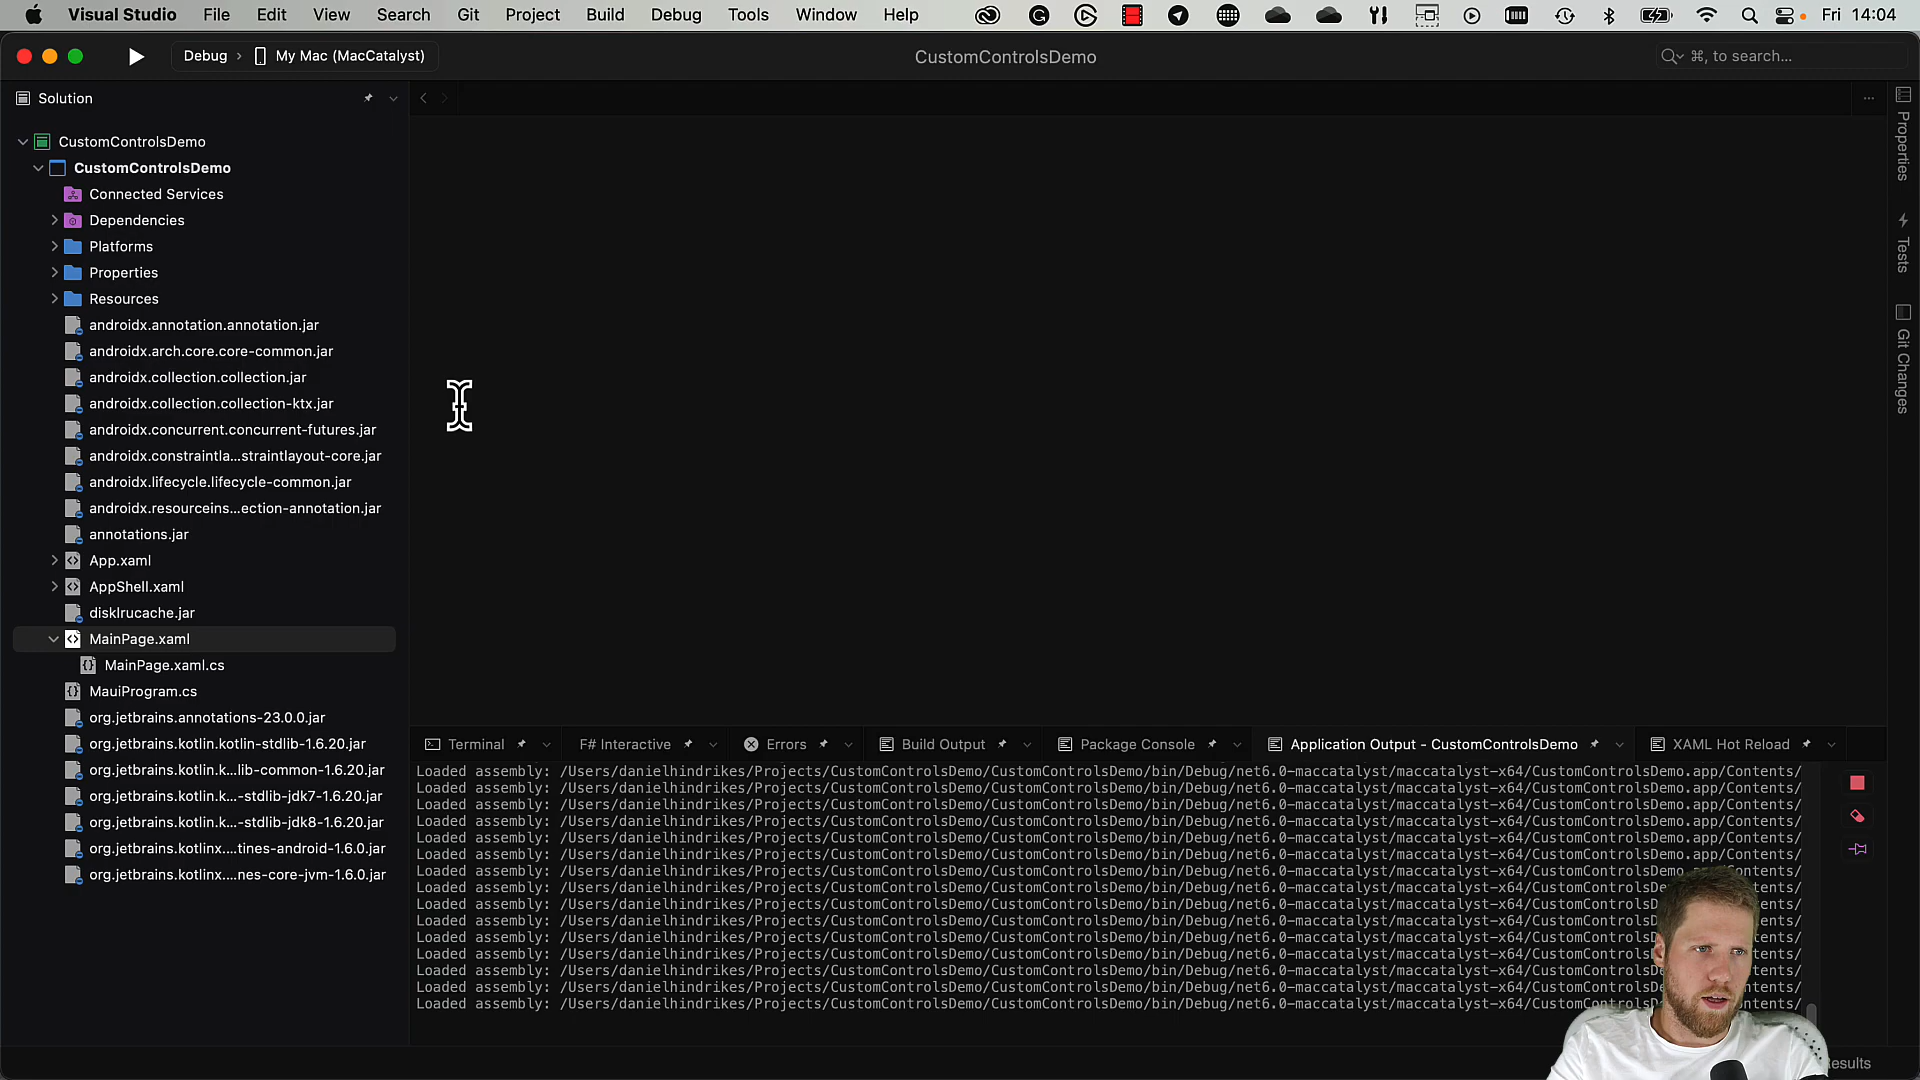 Visual Studio File Edit View Search Git Project Build Debug Tools Window Help Fri 14:04
Debug My Mac (MacCatalyst) CustomControlsDemo ⌘, to search...
Solution
CustomControlsDemo
CustomControlsDemo
Connected Services
Dependencies
Platforms
Properties
Resources
androidx.annotation.annotation.jar
androidx.arch.core.core-common.jar
androidx.collection.collection.jar
androidx.collection.collection-ktx.jar
androidx.concurrent.concurrent-futures.jar
androidx.constraintla...straintlayout-core.jar
androidx.lifecycle.lifecycle-common.jar
androidx.resourceins...ection-annotation.jar
annotations.jar
App.xaml
AppShell.xaml
disklrucache.jar
MainPage.xaml
MainPage.xaml.cs
MauiProgram.cs
org.jetbrains.annotations-23.0.0.jar
org.jetbrains.kotlin.kotlin-stdlib-1.6.20.jar
org.jetbrains.kotlin.k...lib-common-1.6.20.jar
org.jetbrains.kotlin.k...-stdlib-jdk7-1.6.20.jar
org.jetbrains.kotlin.k...-stdlib-jdk8-1.6.20.jar
org.jetbrains.kotlinx....tines-android-1.6.0.jar
org.jetbrains.kotlinx....nes-core-jvm-1.6.0.jar
Properties
Tests
Git Changes
Terminal F# Interactive Errors Build Output Package Console Application Output - CustomControlsDemo XAML Hot Reload
Loaded assembly: /Users/danielhindrikes/Projects/CustomControlsDemo/CustomControlsDemo/bin/Debug/net6.0-maccatalyst/maccatalyst-x64/CustomControlsDemo.app/Contents/
Loaded assembly: /Users/danielhindrikes/Projects/CustomControlsDemo/CustomControlsDemo/bin/Debug/net6.0-maccatalyst/maccatalyst-x64/CustomControlsDemo.app/Contents/
Loaded assembly: /Users/danielhindrikes/Projects/CustomControlsDemo/CustomControlsDemo/bin/Debug/net6.0-maccatalyst/maccatalyst-x64/CustomControlsDemo.app/Contents/
Loaded assembly: /Users/danielhindrikes/Projects/CustomControlsDemo/CustomControlsDemo/bin/Debug/net6.0-maccatalyst/maccatalyst-x64/CustomControlsDemo.app/Contents/
Loaded assembly: /Users/danielhindrikes/Projects/CustomControlsDemo/CustomControlsDemo/bin/Debug/net6.0-maccatalyst/maccatalyst-x64/CustomControlsDemo.app/Contents/
Loaded assembly: /Users/danielhindrikes/Projects/CustomControlsDemo/CustomControlsDemo/bin/Debug/net6.0-maccatalyst/maccatalyst-x64/CustomControlsDemo.app/Contents/
Loaded assembly: /Users/danielhindrikes/Projects/CustomControlsDemo/CustomControlsDemo/bin/Debug/net6.0-maccatalyst/maccatalyst-x64/CustomControlsDemo.app/Contents/
Loaded assembly: /Users/danielhindrikes/Projects/CustomControlsDemo/CustomControlsDemo/bin/Debug/net6.0-maccatalyst/maccatalyst-x64/CustomControlsDemo Contents/
Loaded assembly: /Users/danielhindrikes/Projects/CustomControlsDemo/CustomControlsDemo/bin/Debug/net6.0-maccatalyst/maccatalyst-x64/CustomControlsD ontents/
Loaded assembly: /Users/danielhindrikes/Projects/CustomControlsDemo/CustomControlsDemo/bin/Debug/net6.0-maccatalyst/maccatalyst-x64/CustomControlsD ntents/
Loaded assembly: /Users/danielhindrikes/Projects/CustomControlsDemo/CustomControlsDemo/bin/Debug/net6.0-maccatalyst/maccatalyst-x64/CustomControlsD ntents/
Loaded assembly: /Users/danielhindrikes/Projects/CustomControlsDemo/CustomControlsDemo/bin/Debug/net6.0-maccatalyst/maccatalyst-x64/CustomControlsD ntents/
Loaded assembly: /Users/danielhindrikes/Projects/CustomControlsDemo/CustomControlsDemo/bin/Debug/net6.0-maccatalyst/maccatalyst-x64/CustomControlsDe ntents/
Loaded assembly: /Users/danielhindrikes/Projects/CustomControlsDemo/CustomControlsDemo/bin/Debug/net6.0-maccatalyst/maccatalyst-x64/CustomControlsDe ontents/
Loaded assembly: /Users/danielhindrikes/Projects/CustomControlsDemo/CustomControlsDemo/bin/Debug/net6.0-maccatalyst/maccatalyst-x64/CustomControlsDem ontents/
esults